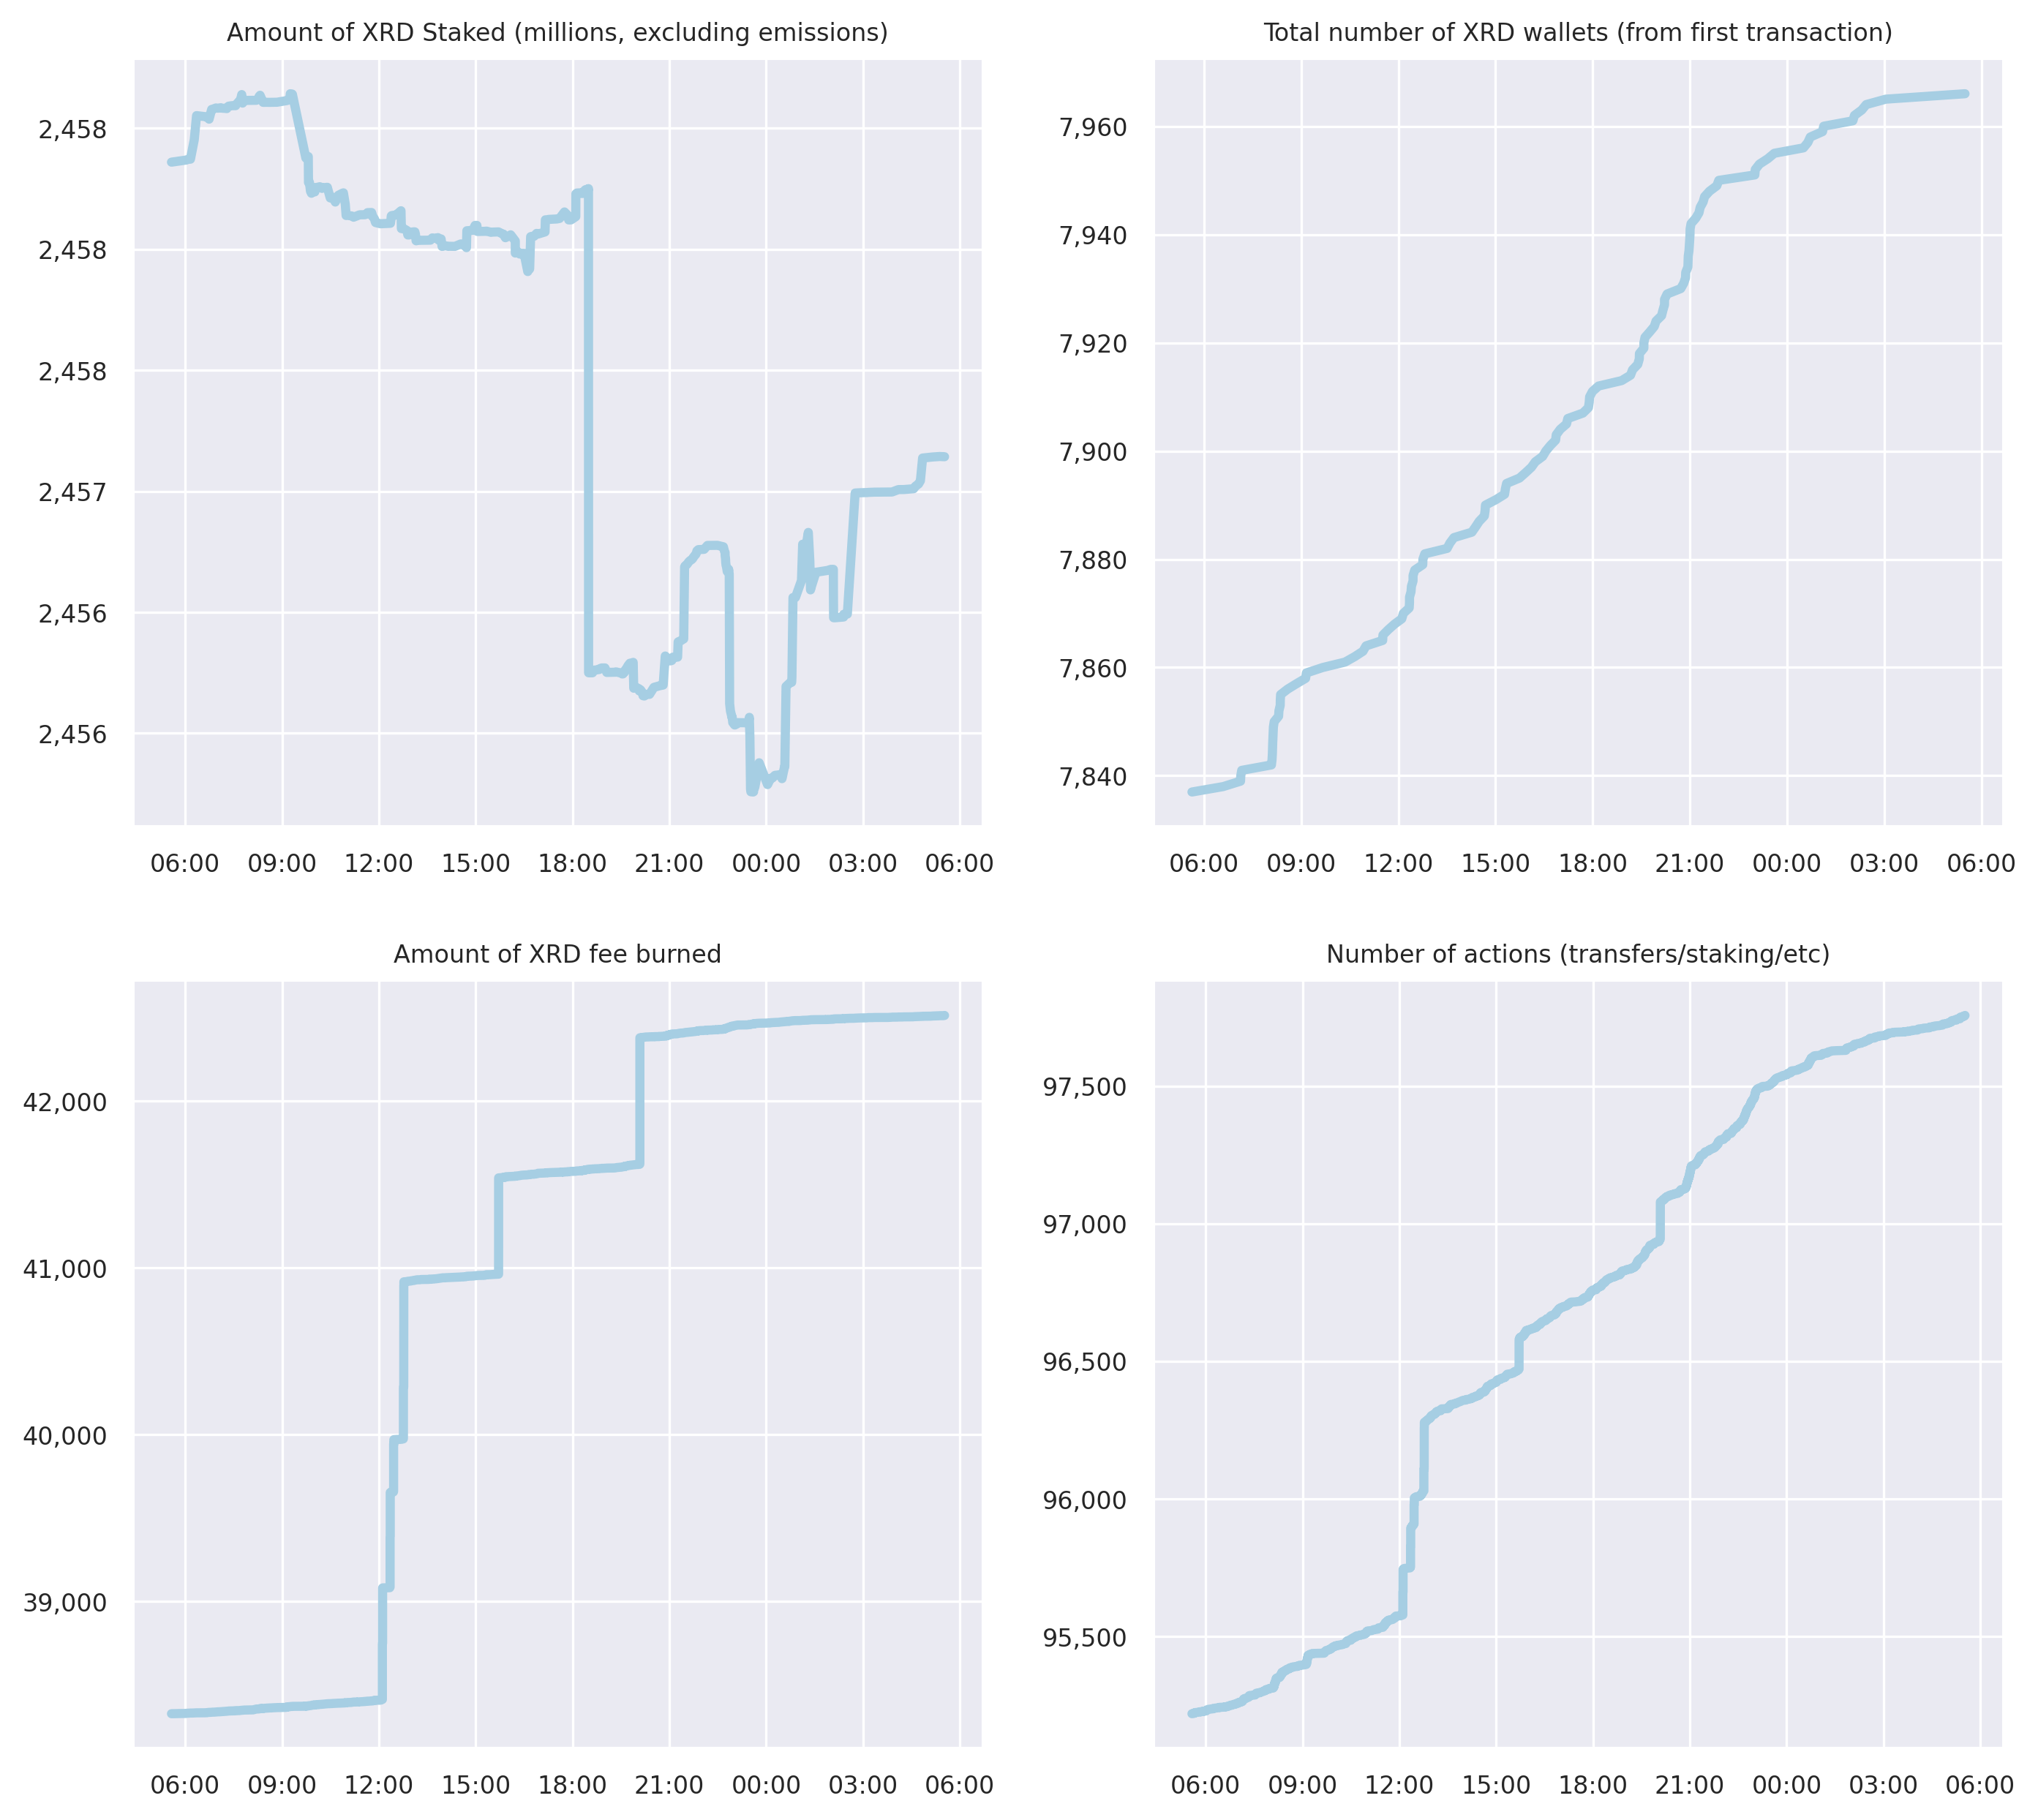 Amount of XRD Staked (millions, excluding emissions)
2,458
2,458
2,458
2,457
2,456
2,456
06:00 09:00 12:00 15:00 18:00 21:00 00:00 03:00 06:00
Total number of XRD wallets (from first transaction)
7,960
7,940
7,920
7,900
7,880
7,860
7,840
06:00 09:00 12:00 15:00 18:00 21:00 00:00 03:00 06:00
Amount of XRD fee burned
42,000
41,000
40,000
39,000
06:00 09:00 12:00 15:00 18:00 21:00 00:00 03:00 06:00
Number of actions (transfers/staking/etc)
97,500
97,000
96,500
96,000
95,500
06:00 09:00 12:00 15:00 18:00 21:00 00:00 03:00 06:00